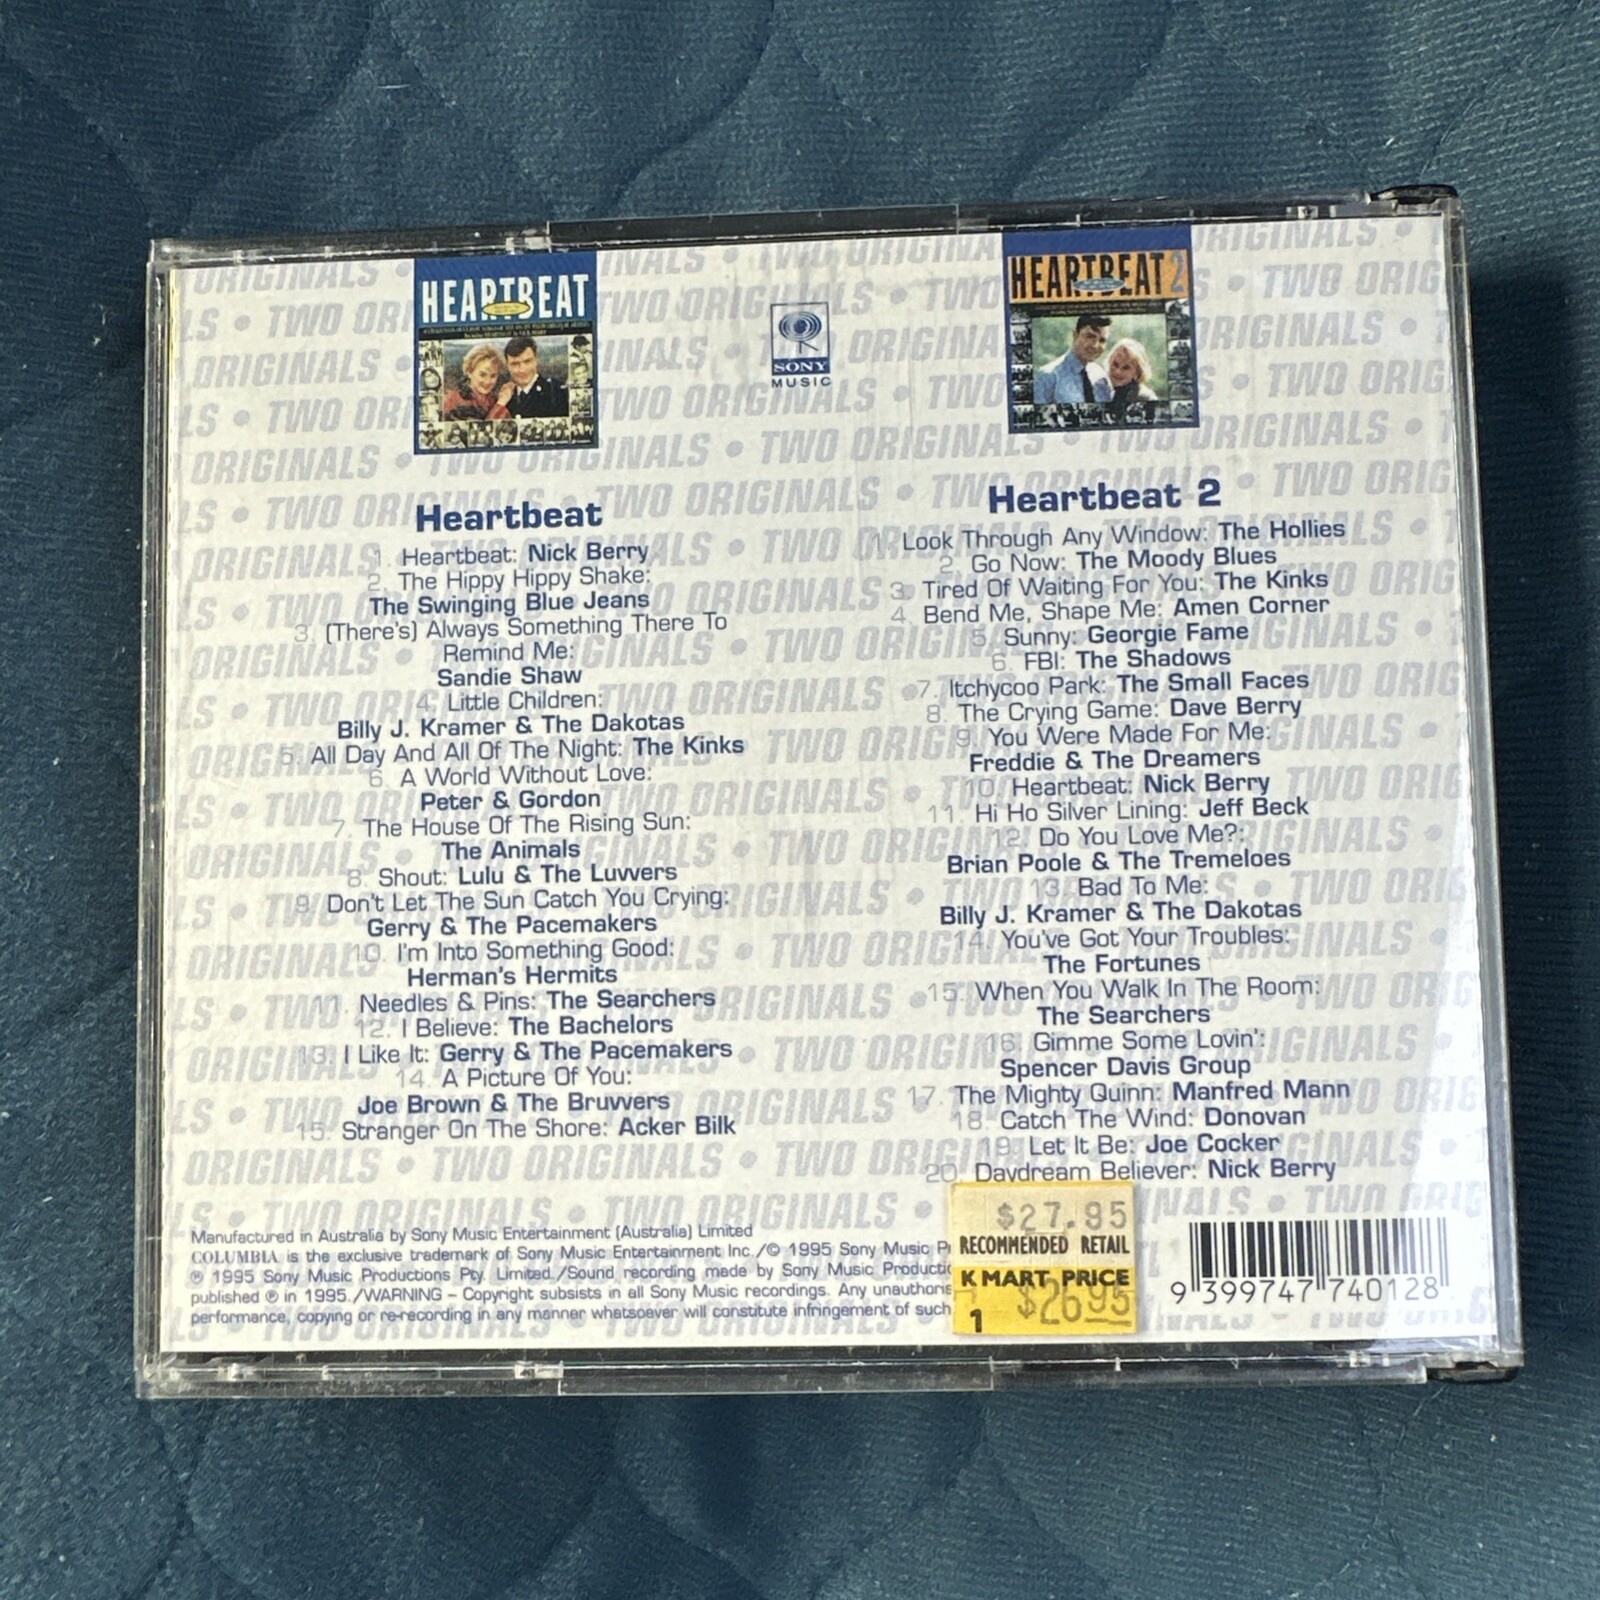 HEARTBEAT
HEARTBEAT 2
SONY
MUSIC
TWO ORIGINALS • TWO ORIGINALS • TWO ORIGINALS
Heartbeat
1. Heartbeat: Nick Berry
2. The Hippy Hippy Shake:
The Swinging Blue Jeans
3. (There's) Always Something There To
Remind Me:
Sandie Shaw
4. Little Children:
Billy J. Kramer & The Dakotas
5. All Day And All Of The Night: The Kinks
6. A World Without Love:
Peter & Gordon
7. The House Of The Rising Sun:
The Animals
8. Shout: Lulu & The Luvvers
9. Don't Let The Sun Catch You Crying:
Gerry & The Pacemakers
10. I'm Into Something Good:
Herman's Hermits
11. Needles & Pins: The Searchers
12. I Believe: The Bachelors
13. I Like It: Gerry & The Pacemakers
14. A Picture Of You:
Joe Brown & The Bruvvers
15. Stranger On The Shore: Acker Bilk
Heartbeat 2
1. Look Through Any Window: The Hollies
2. Go Now: The Moody Blues
3. Tired Of Waiting For You: The Kinks
4. Bend Me, Shape Me: Amen Corner
5. Sunny: Georgie Fame
6. FBI: The Shadows
7. Itchycoo Park: The Small Faces
8. The Crying Game: Dave Berry
9. You Were Made For Me:
Freddie & The Dreamers
10. Heartbeat: Nick Berry
11. Hi Ho Silver Lining: Jeff Beck
12. Do You Love Me?:
Brian Poole & The Tremeloes
13. Bad To Me:
Billy J. Kramer & The Dakotas
14. You've Got Your Troubles:
The Fortunes
15. When You Walk In The Room:
The Searchers
16. Gimme Some Lovin':
Spencer Davis Group
17. The Mighty Quinn: Manfred Mann
18. Catch The Wind: Donovan
19. Let It Be: Joe Cocker
20. Daydream Believer: Nick Berry
Manufactured in Australia by Sony Music Entertainment (Australia) Limited
COLUMBIA is the exclusive trademark of Sony Music Entertainment Inc./© 1995 Sony Music
℗ 1995 Sony Music Productions Pty. Limited./Sound recording made by Sony Music
published ℗ in 1995./WARNING – Copyright subsists in all Sony Music recordings. Any
performance, copying or re-recording in any manner whatsoever will constitute infringement of such
$27.95
RECOMMENDED RETAIL
K MART PRICE
$26.95
1
9 399747 740128